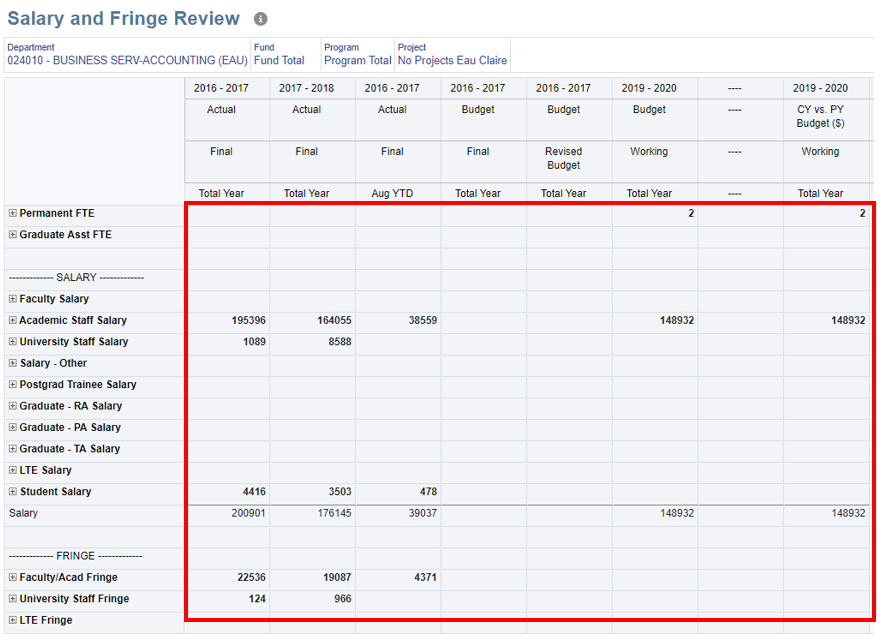 Salary and Fringe Review i
Department Fund Program Project
024010 - BUSINESS SERV-ACCOUNTING (EAU) Fund Total Program Total No Projects Eau Claire
2016 - 2017 2017 - 2018 2016 - 2017 2016 - 2017 2016 - 2017 2019 - 2020 ---- 2019 - 2020
Actual Actual Actual Budget Budget Budget ---- CY vs. PY
Budget ($)
Final Final Final Final Revised Working ---- Working
Budget
Total Year Total Year Aug YTD Total Year Total Year Total Year ---- Total Year
Permanent FTE 2 2
Graduate Asst FTE
------------- SALARY -------------
Faculty Salary
Academic Staff Salary 195396 164055 38559 148932 148932
University Staff Salary 1089 8588
Salary - Other
Postgrad Trainee Salary
Graduate - RA Salary
Graduate - PA Salary
Graduate - TA Salary
LTE Salary
Student Salary 4416 3503 478
Salary 200901 176145 39037 148932 148932
------------- FRINGE -------------
Faculty/Acad Fringe 22536 19087 4371
University Staff Fringe 124 966
LTE Fringe